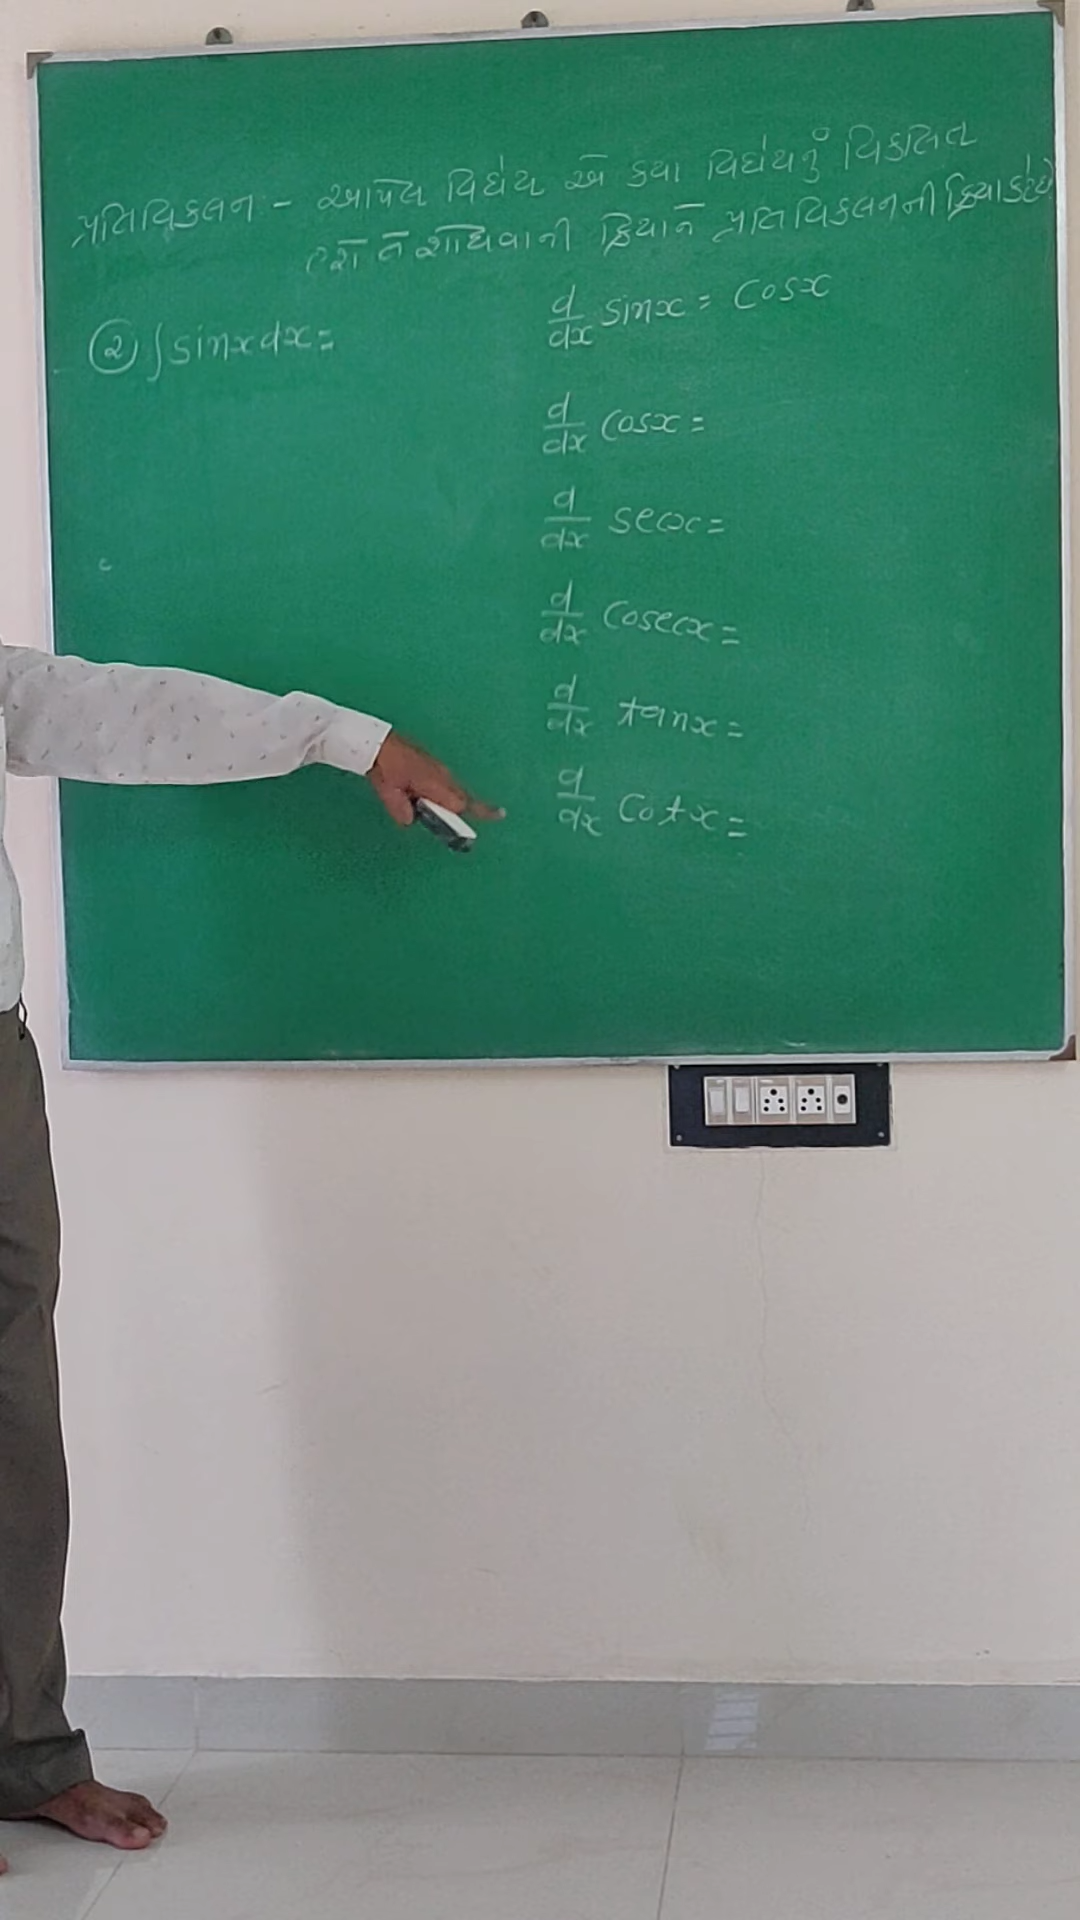 પ્રતિવિકલન :- આપેલ વિધેય એ કયા વિધેયનું વિકલિત
હશે તે શોધવાની ક્રિયાને પ્રતિવિકલનની ક્રિયા કહે છે
② ∫ sinx dx =
d/dx sinx = Cosx
d/dx Cosx =
d/dx secx =
d/dx Cosecx =
d/dx tanx =
d/dx Cotx =